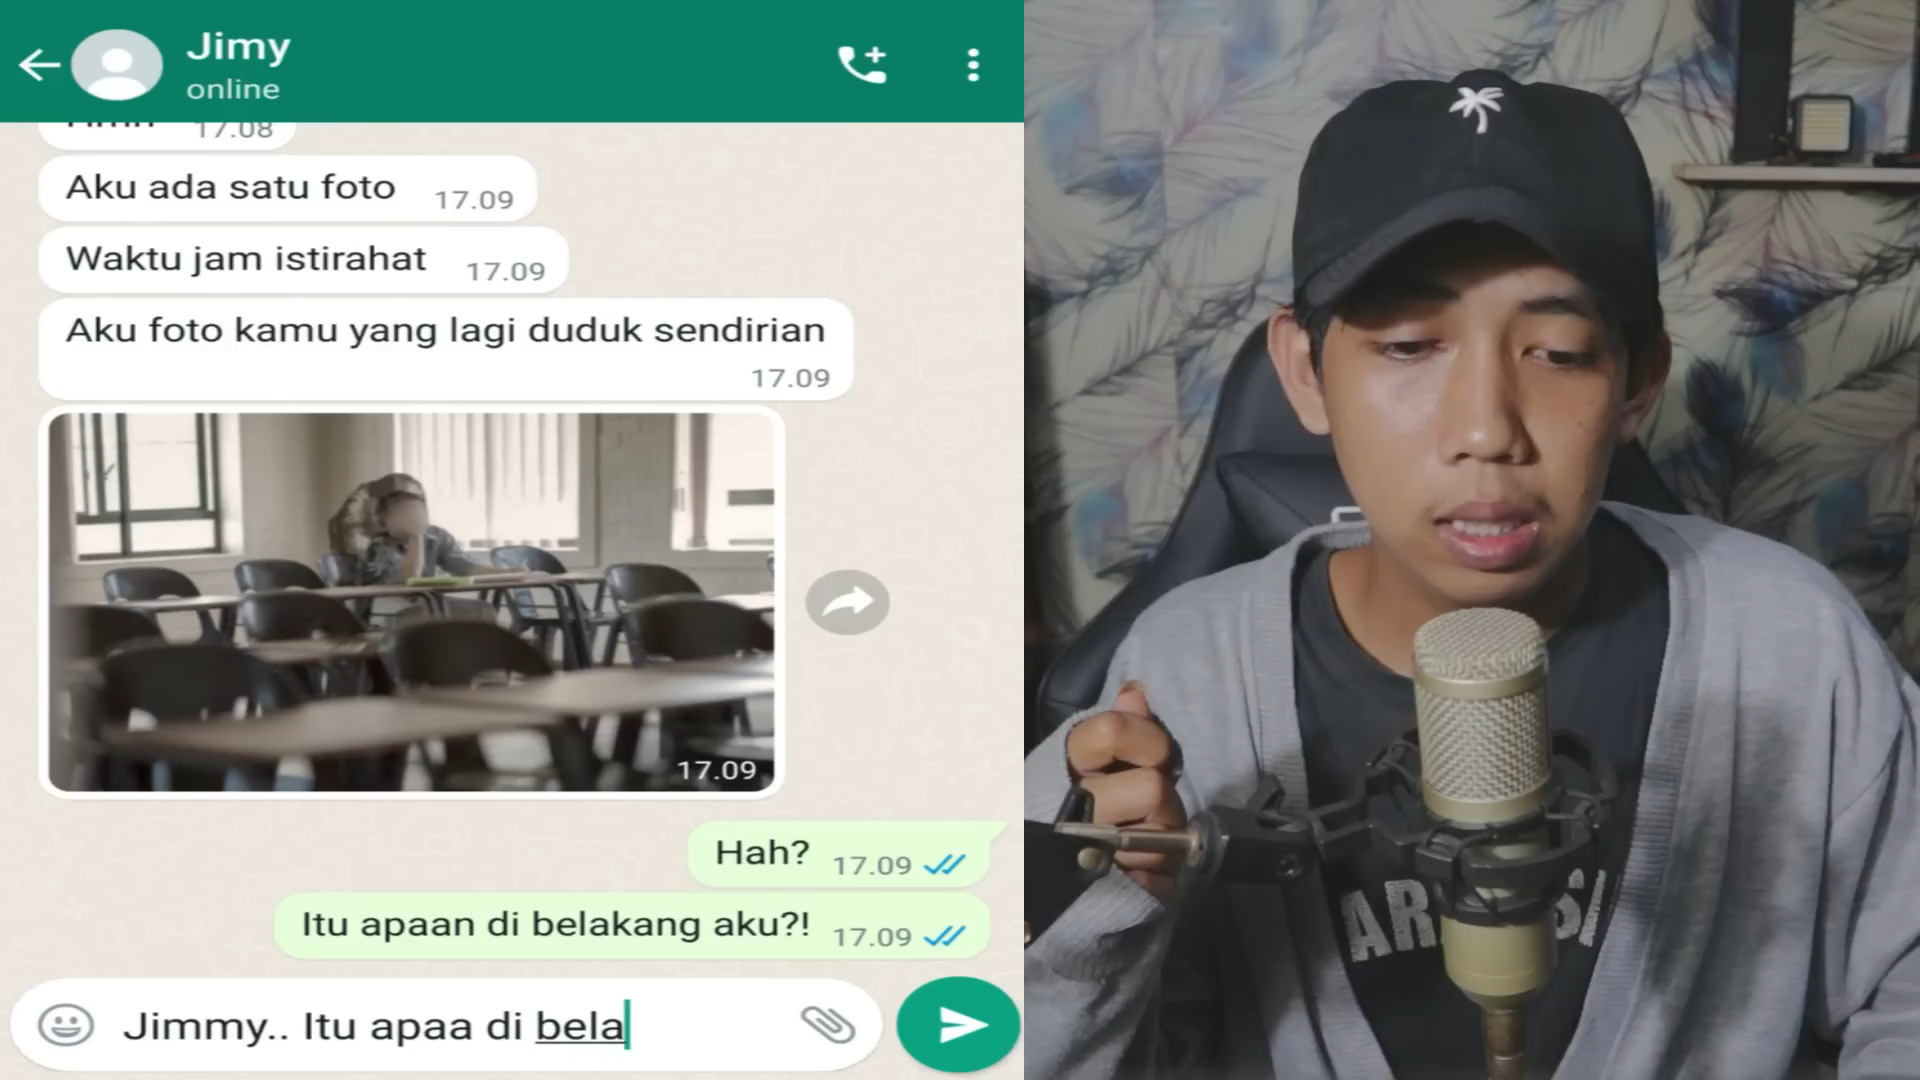 Jimy
online
17.08
Aku ada satu foto 17.09
Waktu jam istirahat 17.09
Aku foto kamu yang lagi duduk sendirian
17.09
17.09
Hah? 17.09
Itu apaan di belakang aku?! 17.09
Jimmy.. Itu apaa di bela